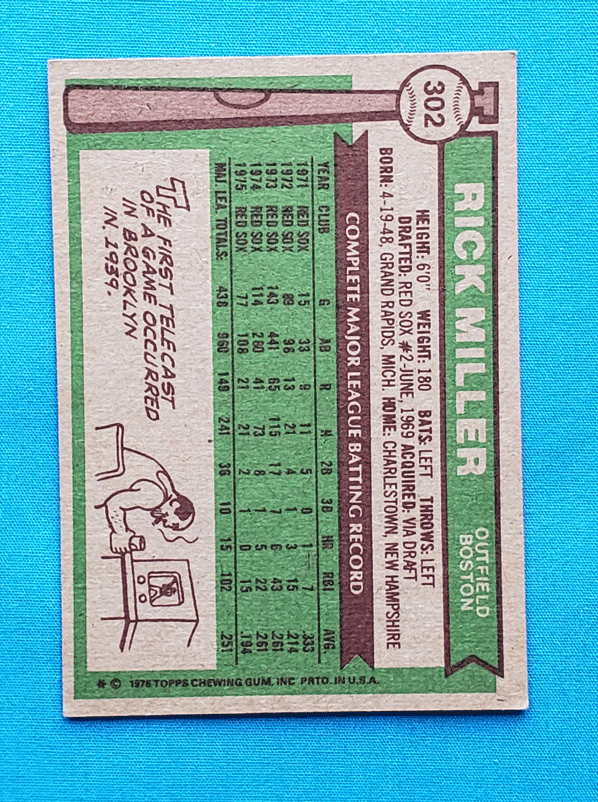 302
RICK MILLER
OUTFIELD
BOSTON
HEIGHT: 6'0" WEIGHT: 180 BATS: LEFT THROWS: LEFT
DRAFTED: RED SOX #2-JUNE, 1969 ACQUIRED: VIA DRAFT
BORN: 4-19-48, GRAND RAPIDS, MICH. HOME: CHARLESTOWN, NEW HAMPSHIRE
COMPLETE MAJOR LEAGUE BATTING RECORD
YEAR CLUB G AB R H 2B 3B HR RBI AVG.
1971 RED SOX 15 33 9 11 5 0 1 7 .333
1972 RED SOX 89 98 13 21 4 1 3 15 .214
1973 RED SOX 143 441 65 115 17 7 6 43 .261
1974 RED SOX 114 280 41 73 8 1 5 22 .261
1975 RED SOX 77 108 21 21 2 1 0 15 .194
MAJ. LEA. TOTALS: 438 960 149 241 36 10 15 102 .251
THE FIRST TELECAST
OF A GAME OCCURRED
IN BROOKLYN
IN 1939.
* © 1976 TOPPS CHEWING GUM, INC. PRTD. IN U.S.A.